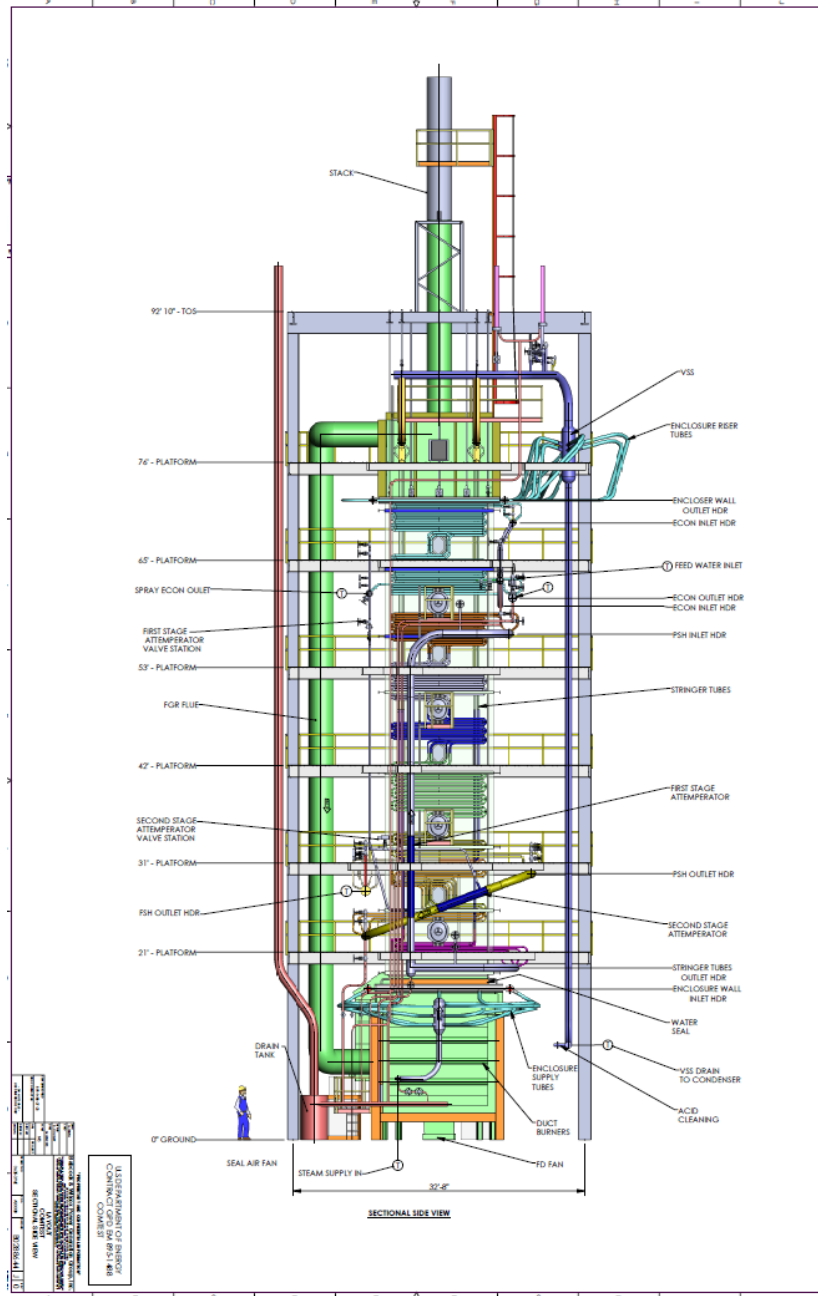 STACK
92' 10" - TOS
VSS
ENCLOSURE RISER
TUBES
76' - PLATFORM
ENCLOSER WALL
OUTLET HDR
ECON INLET HDR
65' - PLATFORM
T FEED WATER INLET
SPRAY ECON OULET
T
T
ECON OUTLET HDR
ECON INLET HDR
FIRST STAGE
ATTEMPERATOR
VALVE STATION
PSH INLET HDR
53' - PLATFORM
STRINGER TUBES
FGR FLUE
42' - PLATFORM
FIRST STAGE
ATTEMPERATOR
SECOND STAGE
ATTEMPERATOR
VALVE STATION
31' - PLATFORM
PSH OUTLET HDR
T
FSH OUTLET HDR
SECOND STAGE
ATTEMPERATOR
21' - PLATFORM
STRINGER TUBES
OUTLET HDR
ENCLOSURE WALL
INLET HDR
WATER
SEAL
DRAIN
TANK
T
ENCLOSURE
SUPPLY
TUBES
VSS DRAIN
TO CONDENSER
ACID
CLEANING
DUCT
BURNERS
0" GROUND
SEAL AIR FAN
STEAM SUPPLY IN
T
FD FAN
32'-8"
SECTIONAL SIDE VIEW
U.S DEPARTMENT OF ENERGY
COMTEST
COMTEST
SECTIONAL SIDE VIEW